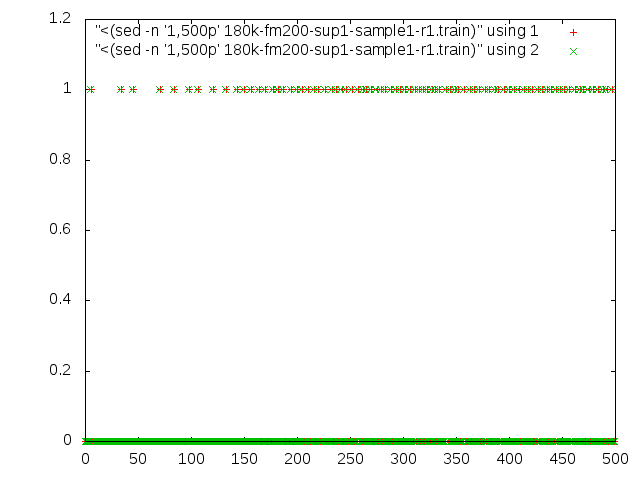 1.2
"<(sed -n '1,500p' 180k-fm200-sup1-sample1-r1.train)" using 1
"<(sed -n '1,500p' 180k-fm200-sup1-sample1-r1.train)" using 2
1
0.8
0.6
0.4
0.2
0
0 50 100 150 200 250 300 350 400 450 500